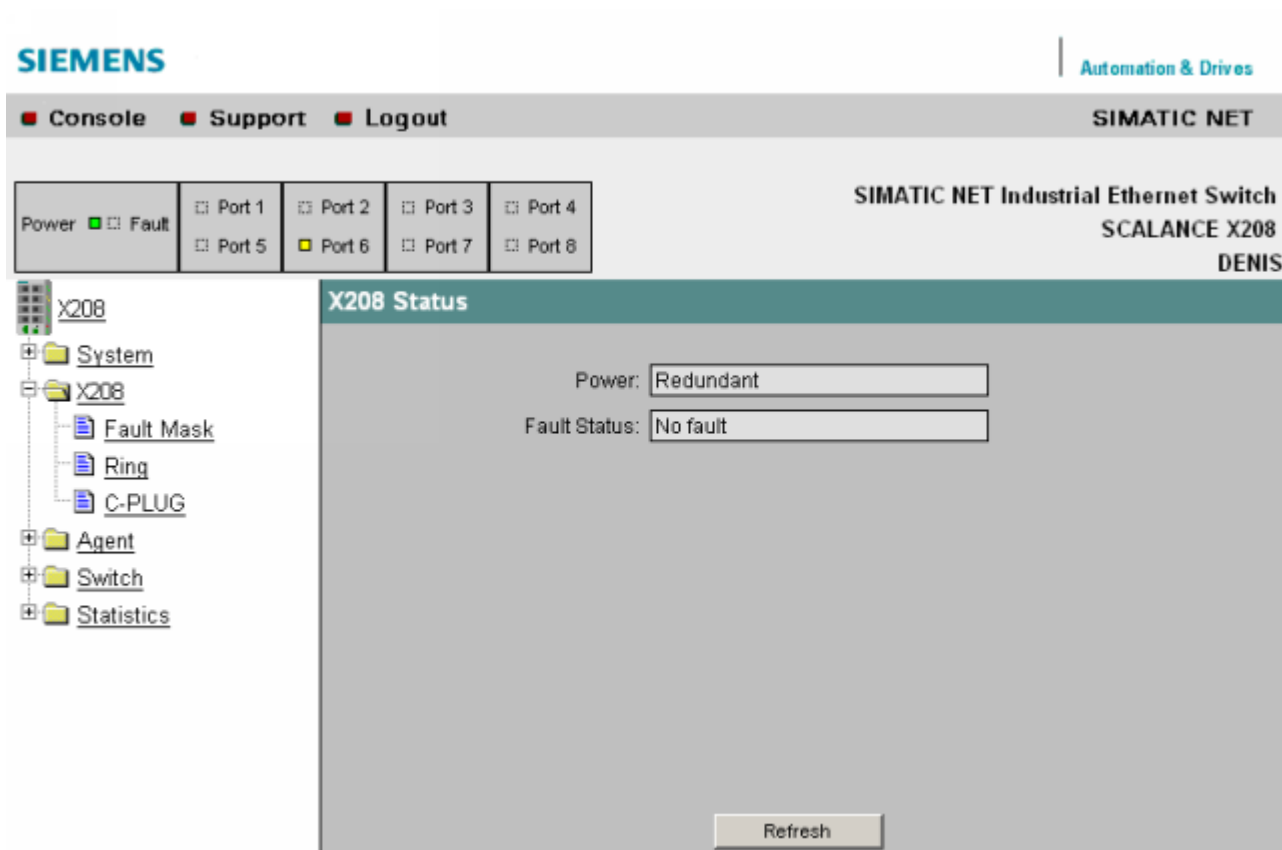 SIEMENS
Automation & Drives
Console Support Logout SIMATIC NET
Power Fault Port 1 Port 2 Port 3 Port 4
Port 5 Port 6 Port 7 Port 8
SIMATIC NET Industrial Ethernet Switch
SCALANCE X208
DENIS
X208
System
X208
Fault Mask
Ring
C-PLUG
Agent
Switch
Statistics
X208 Status
Power: Redundant
Fault Status: No fault
Refresh